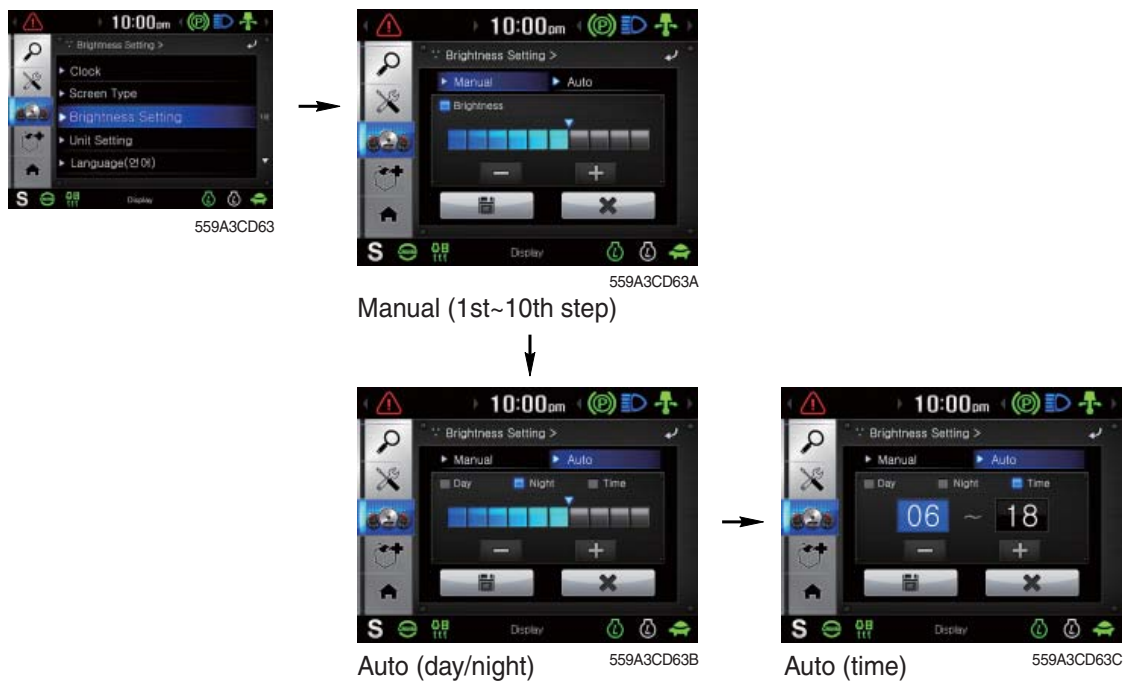 10:00pm
Brightness Setting >
Clock
Screen Type
Brightness Setting
Unit Setting
Language(언어)
S
Display
559A3CD63
10:00pm
Brightness Setting >
Manual
Auto
Brightness
S
Display
559A3CD63A
Manual (1st~10th step)
10:00pm
Brightness Setting >
Manual
Auto
Day
Night
Time
S
Display
559A3CD63B
Auto (day/night)
10:00pm
Brightness Setting >
Manual
Auto
Day
Night
Time
06 ~ 18
S
Display
559A3CD63C
Auto (time)